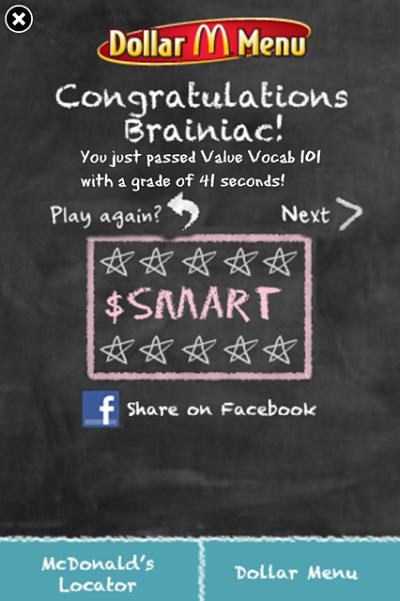 Dollar M Menu
Congratulations
Brainiac!
You just passed Value Vocab 101
with a grade of 41 seconds!
Play again? Next
$SMART
f Share on Facebook
McDonald's
Locator
Dollar Menu